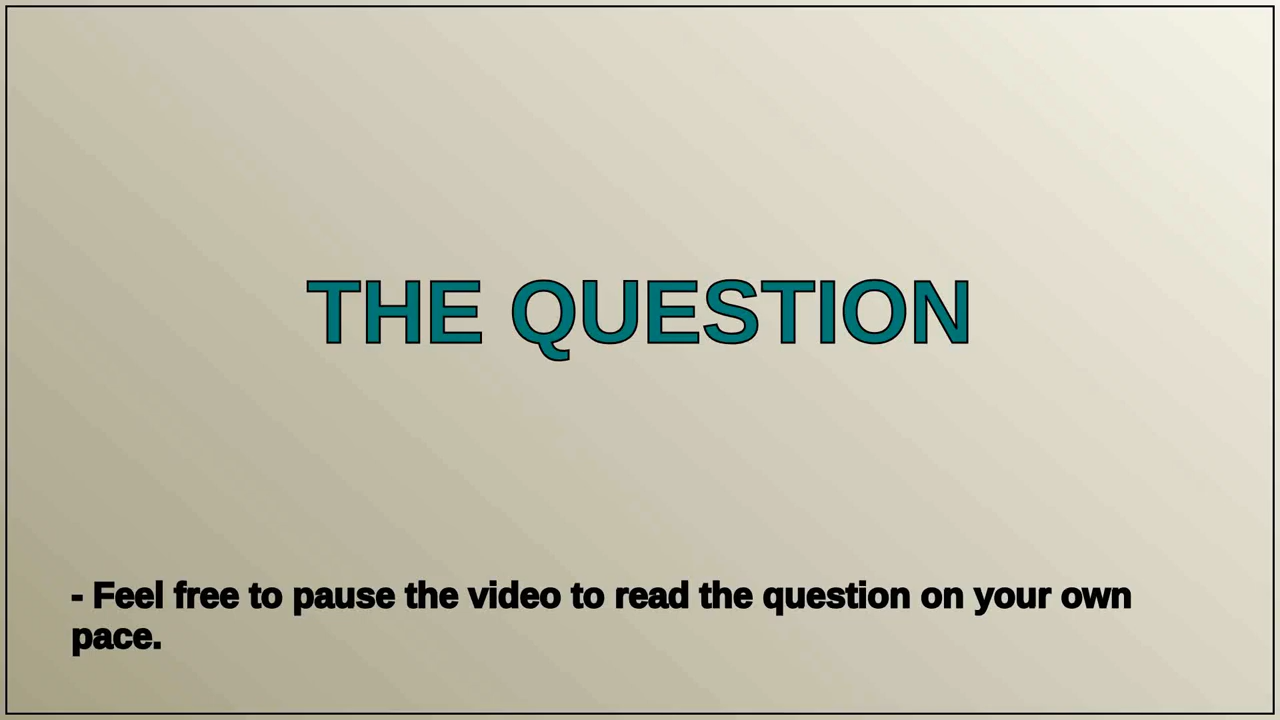 THE QUESTION
- Feel free to pause the video to read the question on your own
pace.